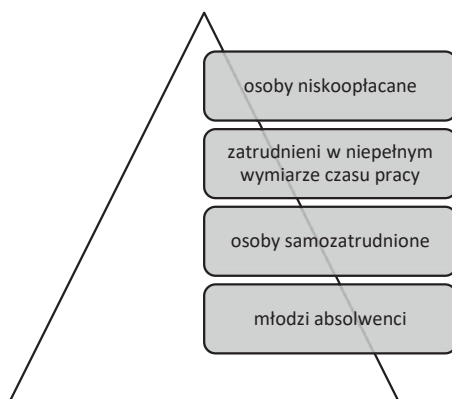 osoby niskoopłacane
zatrudnieni w niepełnym
wymiarze czasu pracy
osoby samozatrudnione
młodzi absolwenci